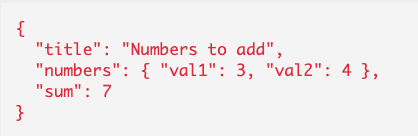 {
  "title": "Numbers to add",
  "numbers": { "val1": 3, "val2": 4 },
  "sum": 7
}